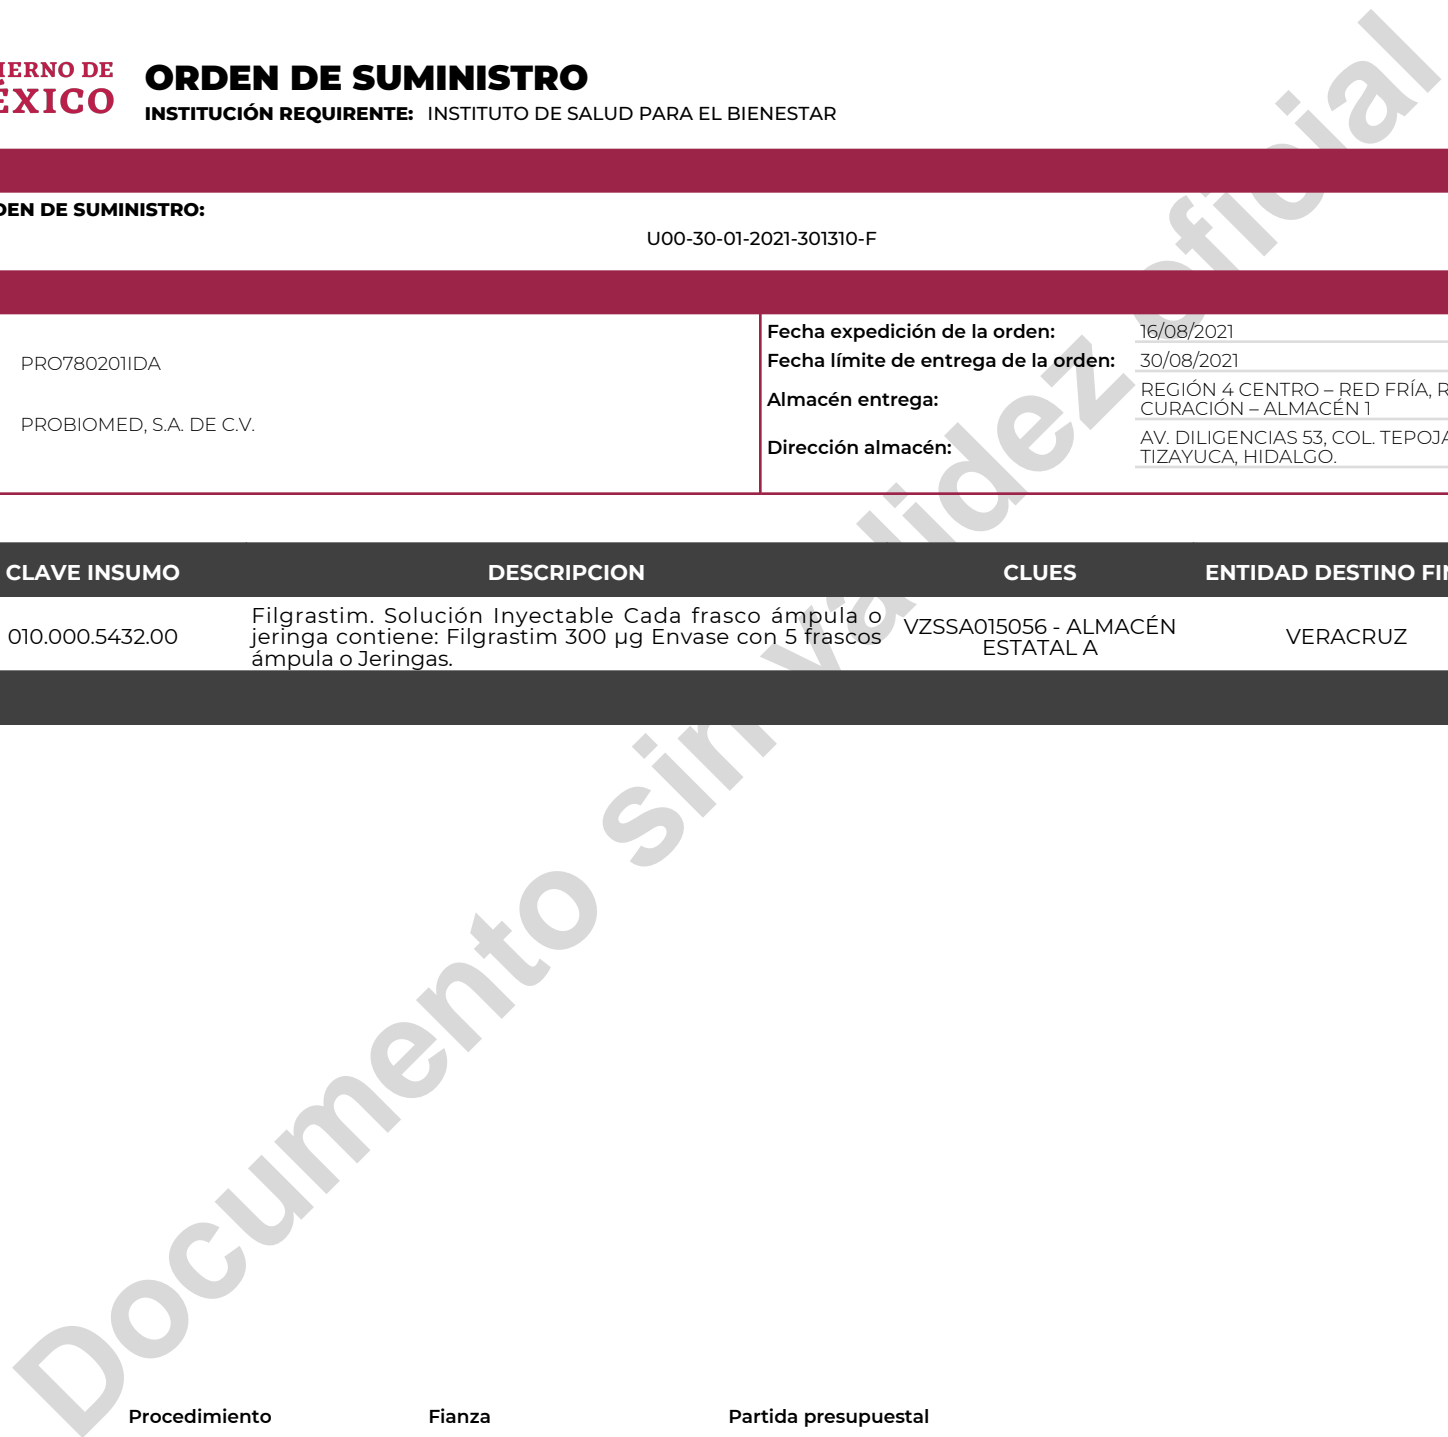 IERNO DE
ÉXICO
ORDEN DE SUMINISTRO
INSTITUCIÓN REQUIRENTE: INSTITUTO DE SALUD PARA EL BIENESTAR
DEN DE SUMINISTRO:
U00-30-01-2021-301310-F
PRO780201IDA
PROBIOMED, S.A. DE C.V.
Fecha expedición de la orden: 16/08/2021
Fecha límite de entrega de la orden: 30/08/2021
Almacén entrega: REGIÓN 4 CENTRO – RED FRÍA, R
CURACIÓN – ALMACÉN 1
Dirección almacén: AV. DILIGENCIAS 53, COL. TEPOJA
TIZAYUCA, HIDALGO.
CLAVE INSUMO DESCRIPCION CLUES ENTIDAD DESTINO FIN
010.000.5432.00
Filgrastim. Solución Inyectable Cada frasco ámpula o
jeringa contiene: Filgrastim 300 µg Envase con 5 frascos
ámpula o Jeringas.
VZSSA015056 - ALMACÉN
ESTATAL A
VERACRUZ
Documento sin validez oficial
Procedimiento Fianza Partida presupuestal